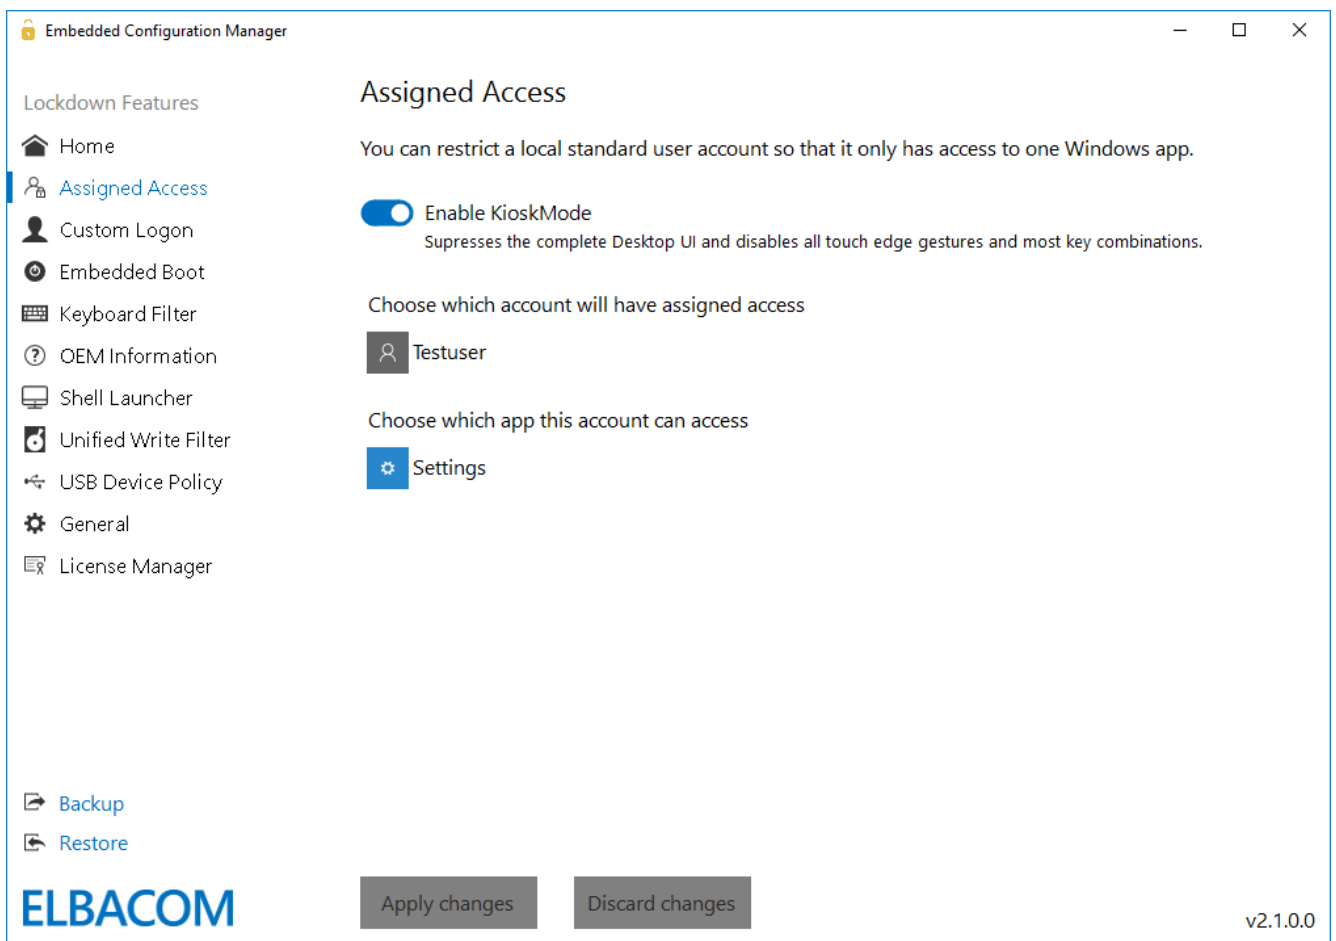 Embedded Configuration Manager
Lockdown Features
Home
Assigned Access
Custom Logon
Embedded Boot
Keyboard Filter
OEM Information
Shell Launcher
Unified Write Filter
USB Device Policy
General
License Manager
Backup
Restore
ELBACOM
Assigned Access
You can restrict a local standard user account so that it only has access to one Windows app.
Enable KioskMode
Supresses the complete Desktop UI and disables all touch edge gestures and most key combinations.
Choose which account will have assigned access
Testuser
Choose which app this account can access
Settings
Apply changes
Discard changes
v2.1.0.0